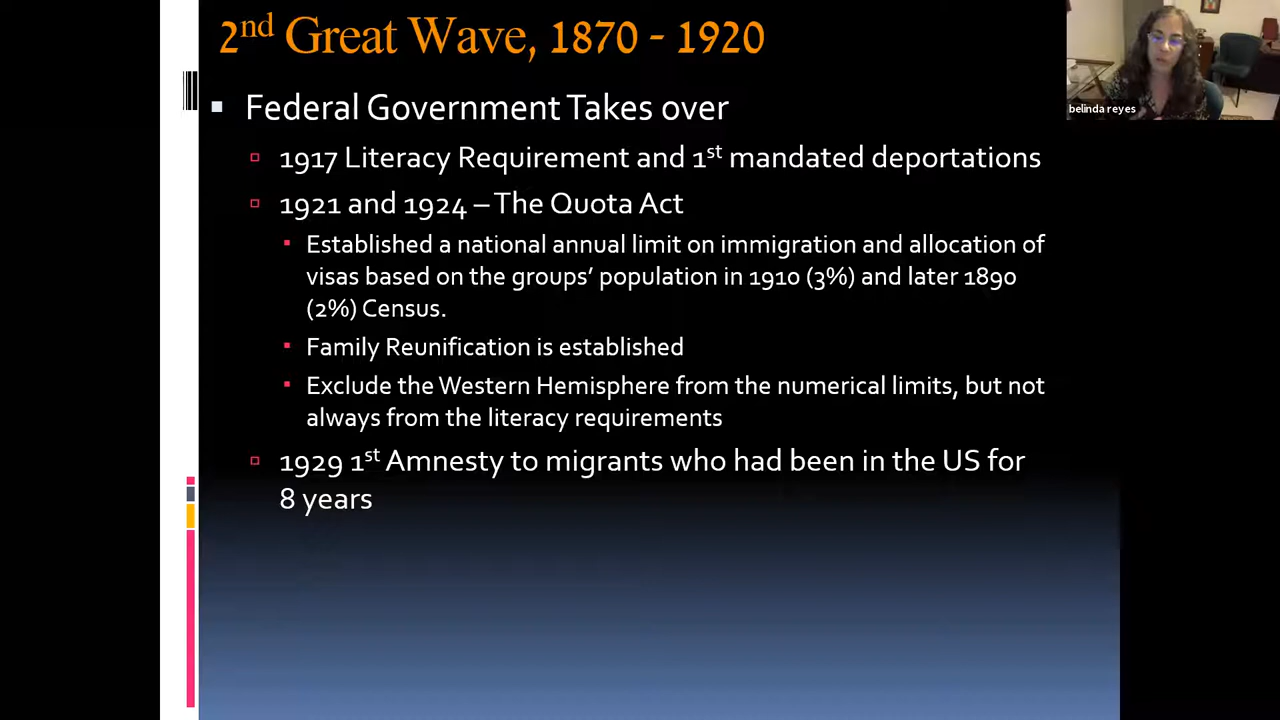 2nd Great Wave, 1870 - 1920
belinda reyes
▪ Federal Government Takes over
▫ 1917 Literacy Requirement and 1st mandated deportations
▫ 1921 and 1924 – The Quota Act
▪ Established a national annual limit on immigration and allocation of
visas based on the groups’ population in 1910 (3%) and later 1890
(2%) Census.
▪ Family Reunification is established
▪ Exclude the Western Hemisphere from the numerical limits, but not
always from the literacy requirements
▫ 1929 1st Amnesty to migrants who had been in the US for
8 years